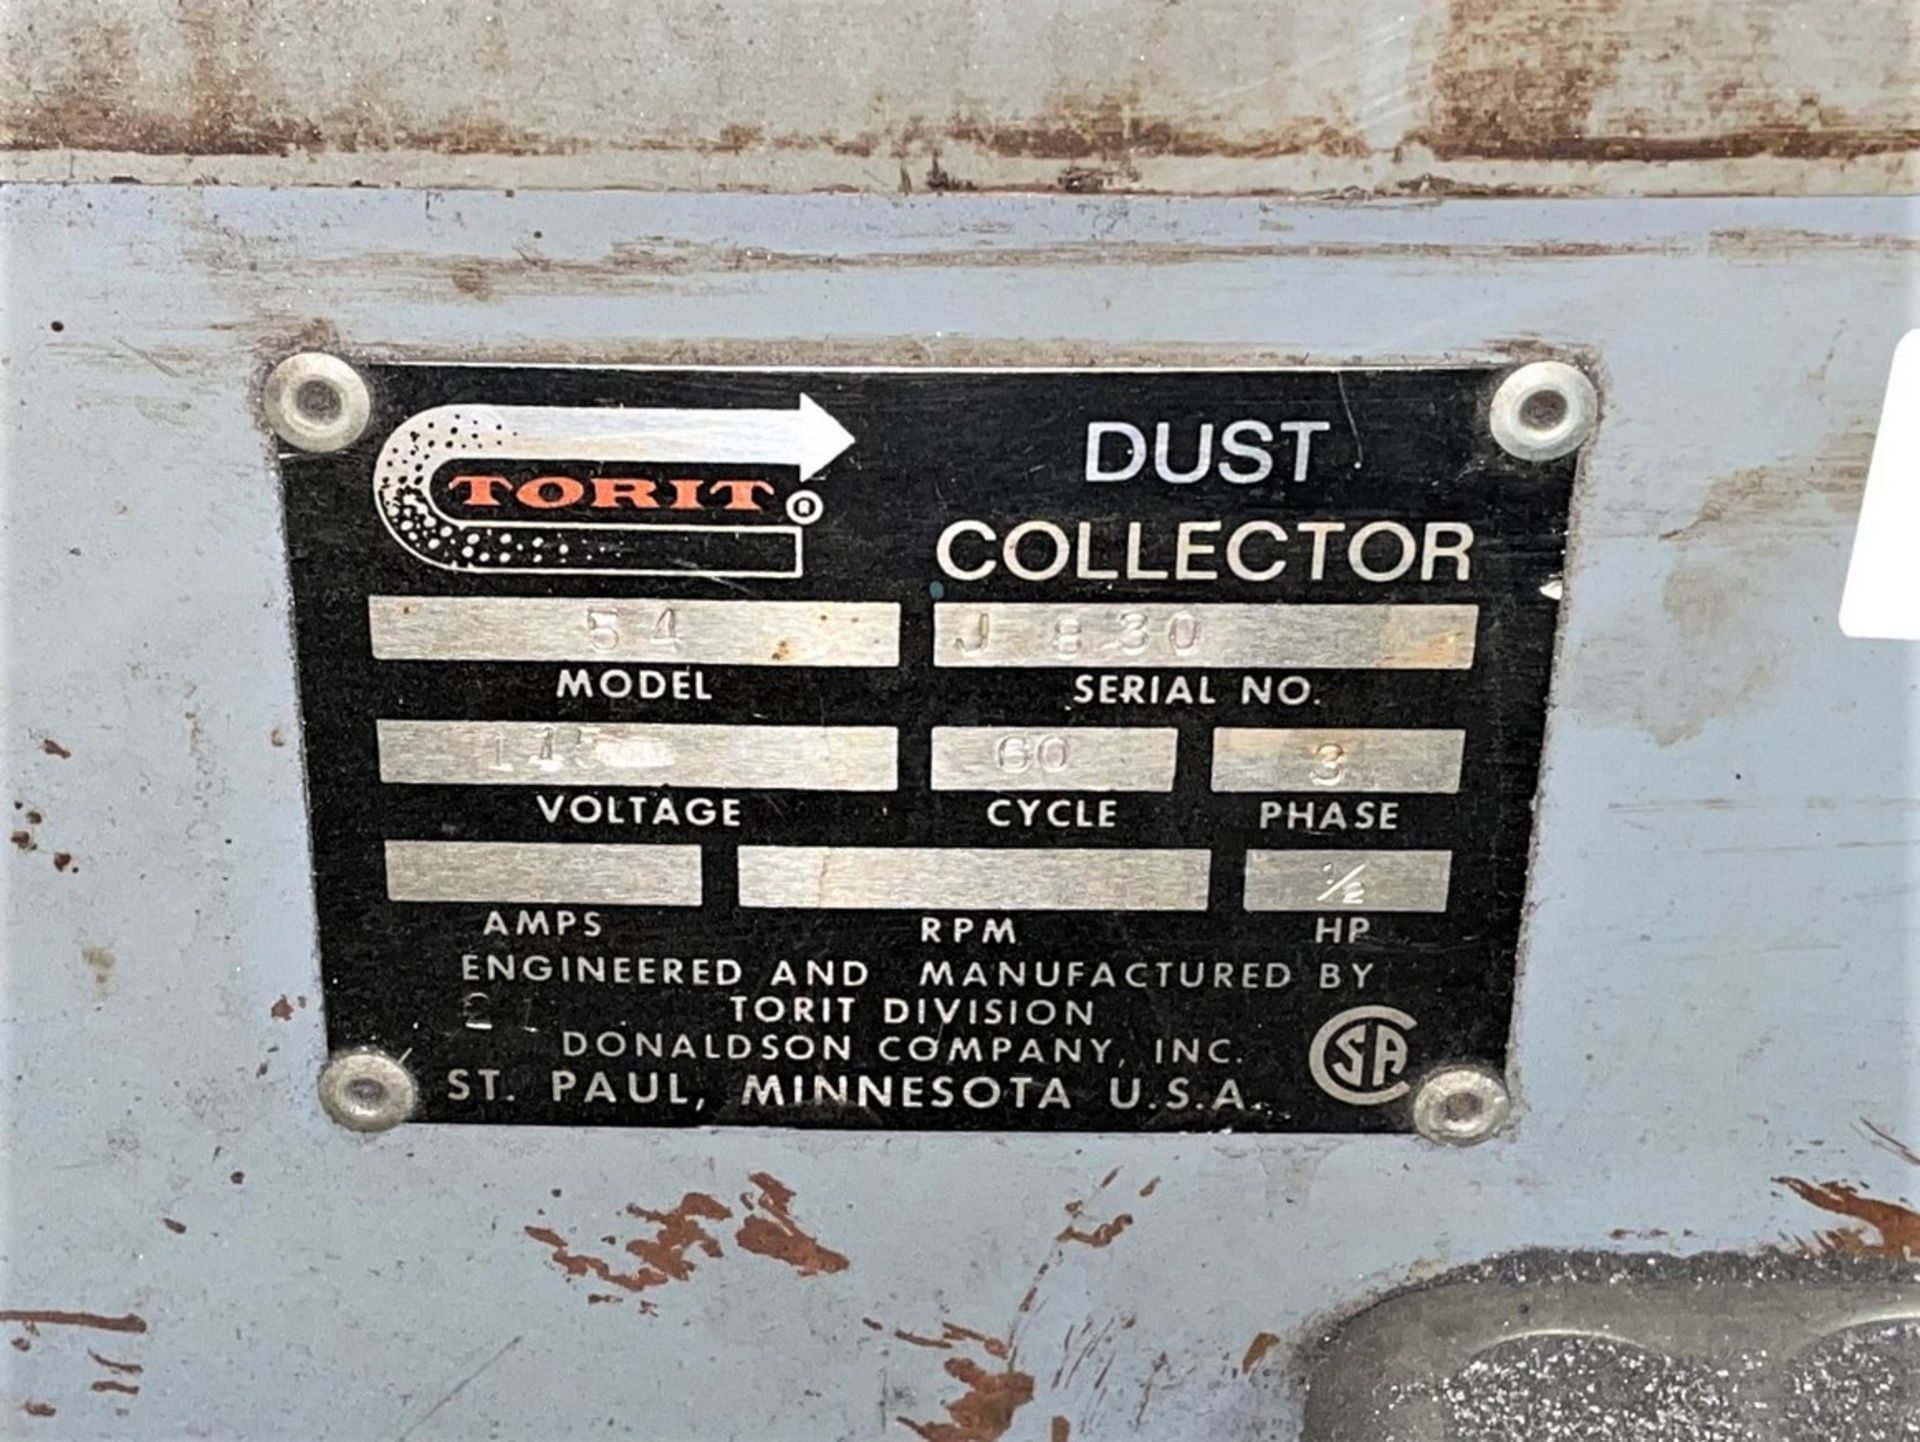 TORIT ®
DUST
COLLECTOR
54
J 830
MODEL
SERIAL NO.
60
3
VOLTAGE
CYCLE
PHASE
1/2
AMPS
RPM
HP
ENGINEERED AND MANUFACTURED BY
TORIT DIVISION
DONALDSON COMPANY, INC.
ST. PAUL, MINNESOTA U.S.A.
CSA